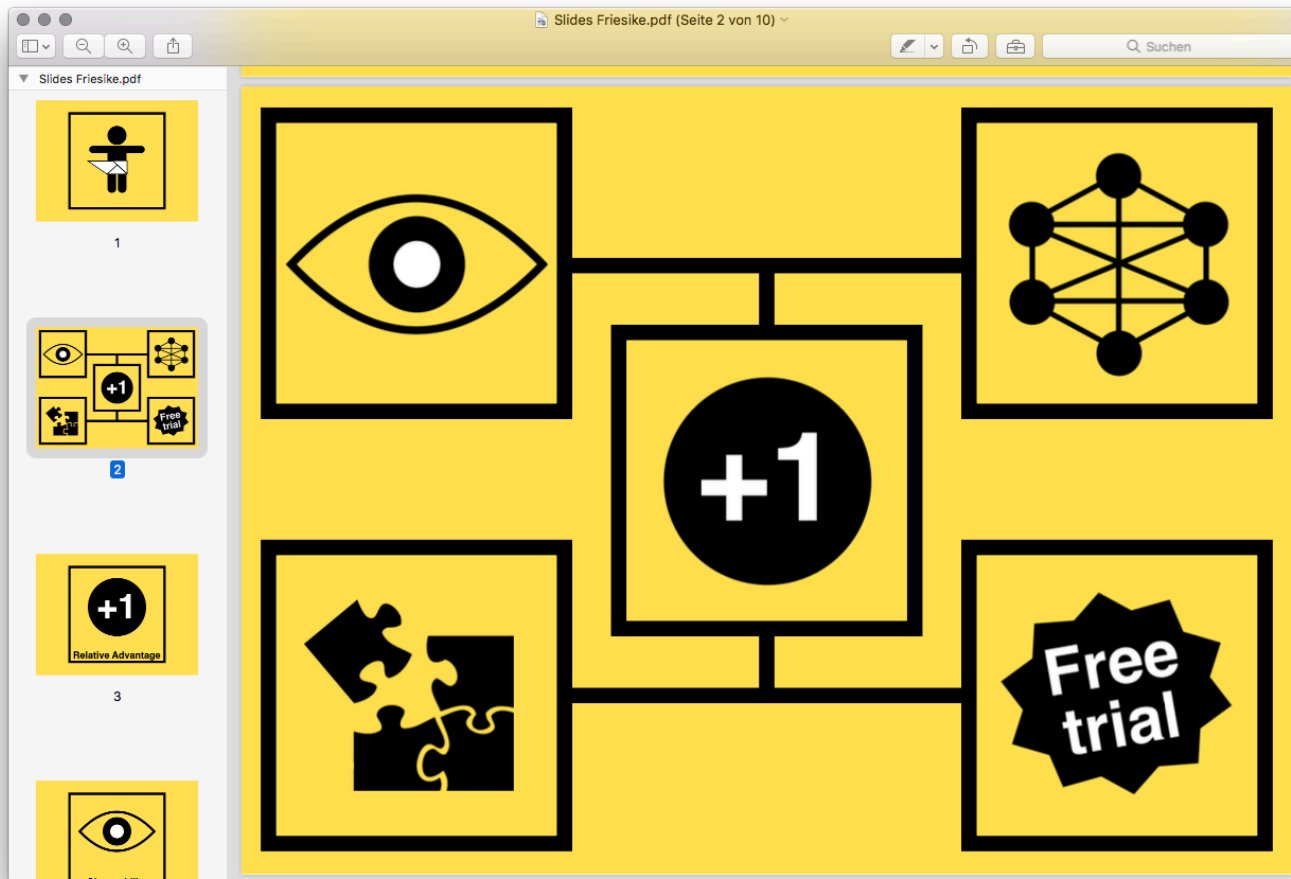 Slides Friesike.pdf (Seite 2 von 10)
Suchen
Slides Friesike.pdf
1
+1
Free
trial
2
+1
Relative Advantage
3
+1
Free
trial